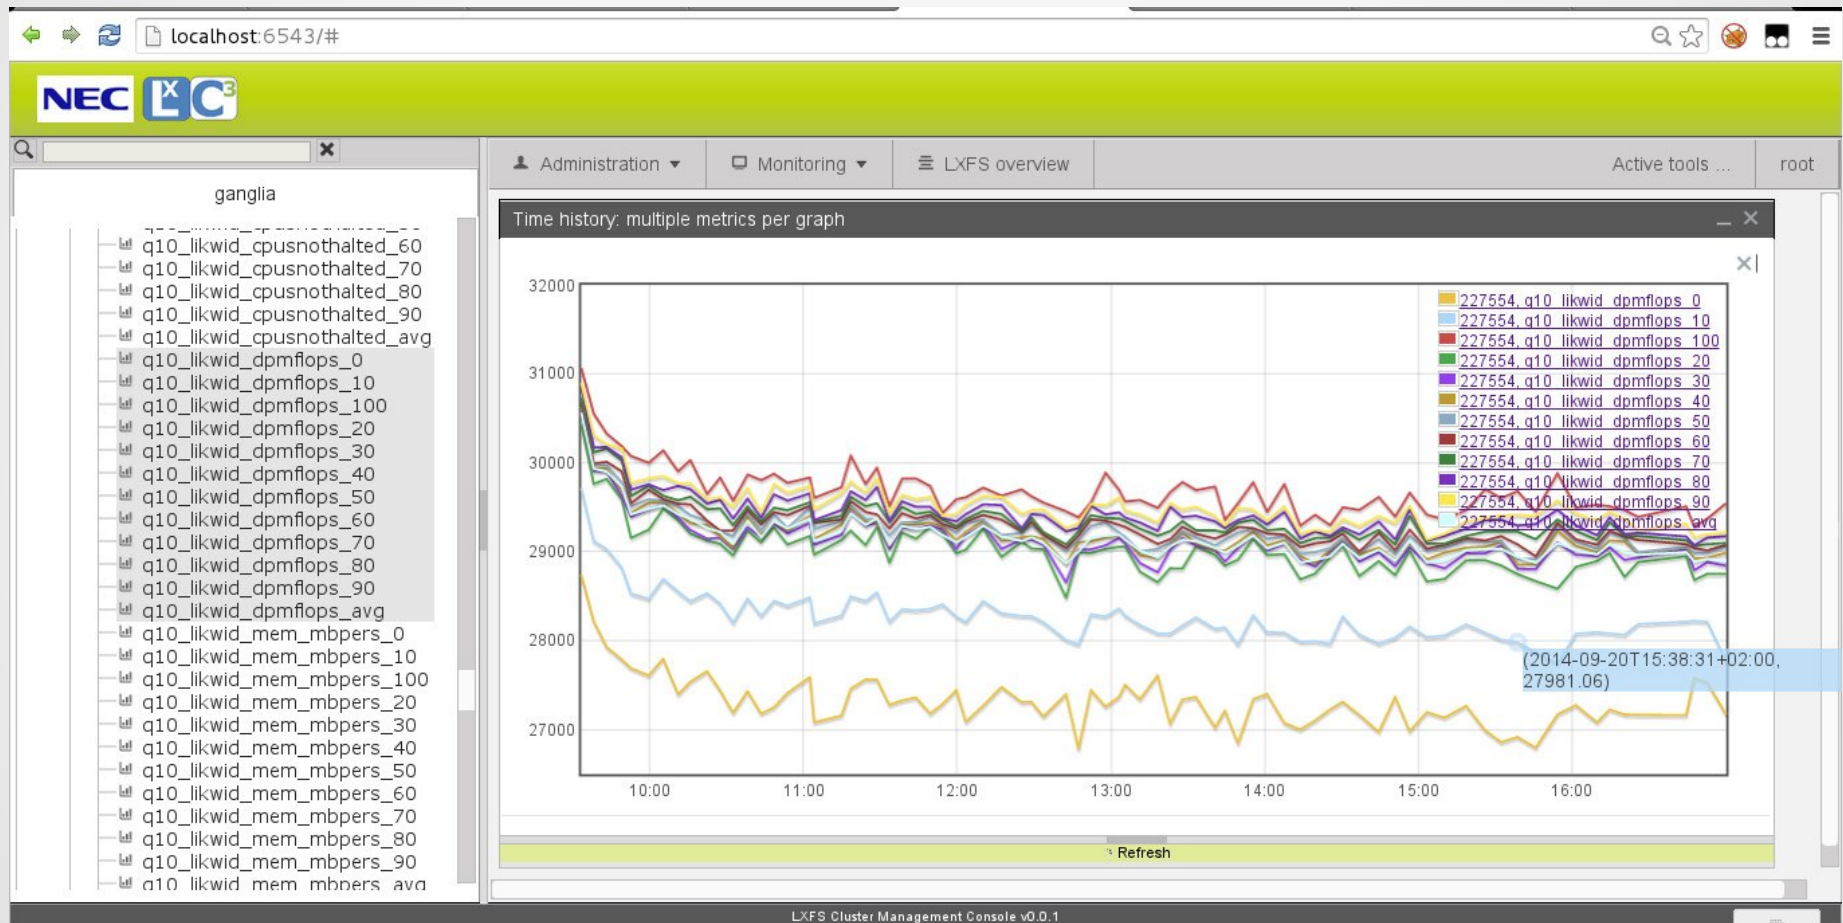 localhost:6543/#
NEC LXC3
ganglia
Administration
Monitoring
LXFS overview
Active tools ...
root
q10_likwid_cpusnothalted_60
q10_likwid_cpusnothalted_70
q10_likwid_cpusnothalted_80
q10_likwid_cpusnothalted_90
q10_likwid_cpusnothalted_avg
q10_likwid_dpmflops_0
q10_likwid_dpmflops_10
q10_likwid_dpmflops_100
q10_likwid_dpmflops_20
q10_likwid_dpmflops_30
q10_likwid_dpmflops_40
q10_likwid_dpmflops_50
q10_likwid_dpmflops_60
q10_likwid_dpmflops_70
q10_likwid_dpmflops_80
q10_likwid_dpmflops_90
q10_likwid_dpmflops_avg
q10_likwid_mem_mbpers_0
q10_likwid_mem_mbpers_10
q10_likwid_mem_mbpers_100
q10_likwid_mem_mbpers_20
q10_likwid_mem_mbpers_30
q10_likwid_mem_mbpers_40
q10_likwid_mem_mbpers_50
q10_likwid_mem_mbpers_60
q10_likwid_mem_mbpers_70
q10_likwid_mem_mbpers_80
q10_likwid_mem_mbpers_90
q10_likwid_mem_mbpers_avg
Time history: multiple metrics per graph
32000
31000
30000
29000
28000
27000
227554, q10_likwid_dpmflops_0
227554, q10_likwid_dpmflops_10
227554, q10_likwid_dpmflops_100
227554, q10_likwid_dpmflops_20
227554, q10_likwid_dpmflops_30
227554, q10_likwid_dpmflops_40
227554, q10_likwid_dpmflops_50
227554, q10_likwid_dpmflops_60
227554, q10_likwid_dpmflops_70
227554, q10_likwid_dpmflops_80
227554, q10_likwid_dpmflops_90
227554, q10_likwid_dpmflops_avg
(2014-09-20T15:38:31+02:00,
27981.06)
10:00 11:00 12:00 13:00 14:00 15:00 16:00
Refresh
LXFS Cluster Management Console v0.0.1